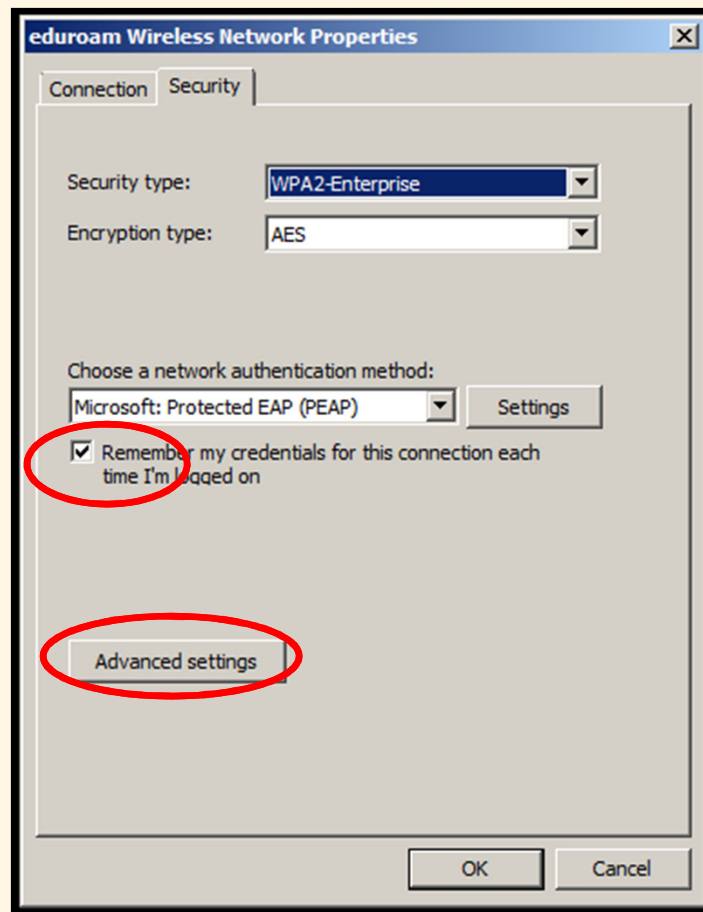 eduroam Wireless Network Properties
Connection Security
Security type: WPA2-Enterprise
Encryption type: AES
Choose a network authentication method:
Microsoft: Protected EAP (PEAP) Settings
Remember my credentials for this connection each
time I'm logged on
Advanced settings
OK Cancel